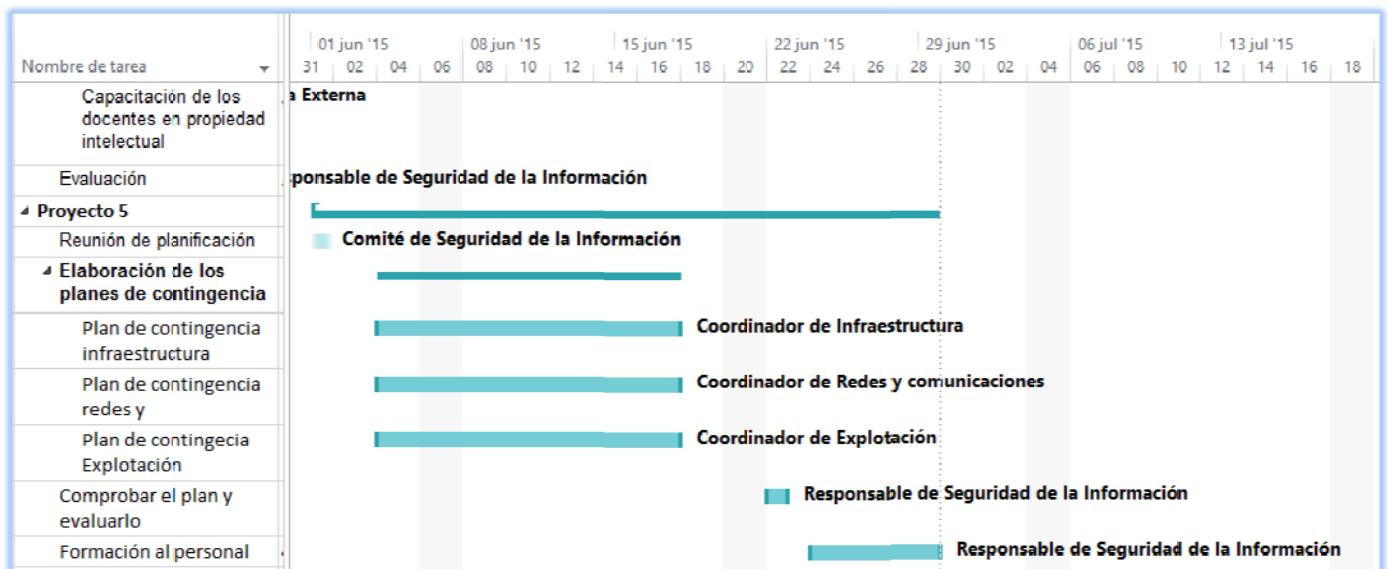 01 jun '15 08 jun '15 15 jun '15 22 jun '15 29 jun '15 06 jul '15 13 jul '15
Nombre de tarea 31 02 04 06 08 10 12 14 16 18 20 22 24 26 28 30 02 04 06 08 10 12 14 16 18
Capacitación de los a Externa
docentes en propiedad
intelectual
Evaluación sponsable de Seguridad de la Información
Proyecto 5
Reunión de planificación Comité de Seguridad de la Información
Elaboración de los
planes de contingencia
Plan de contingencia Coordinador de Infraestructura
infraestructura
Plan de contingencia Coordinador de Redes y comunicaciones
redes y
Plan de contingecia Coordinador de Explotación
Explotación
Comprobar el plan y Responsable de Seguridad de la Información
evaluarlo
Formación al personal Responsable de Seguridad de la Información